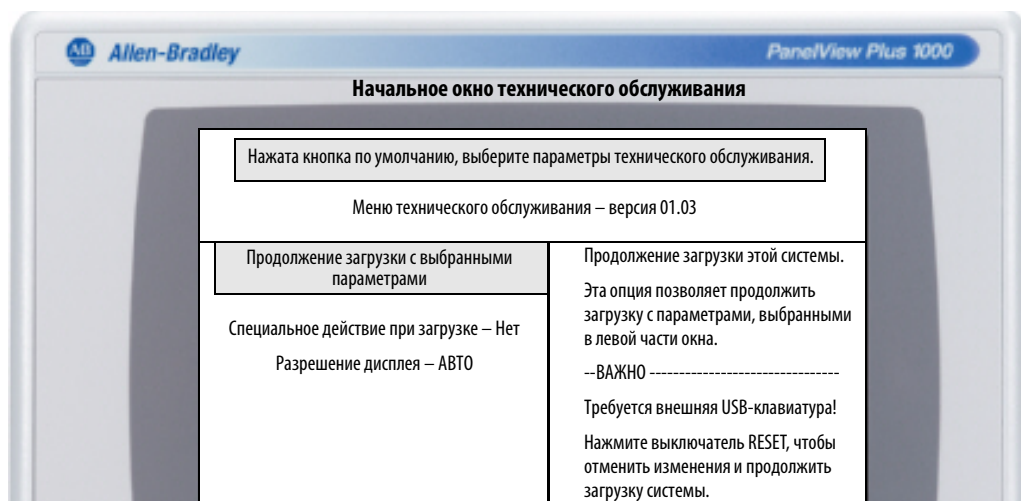 AB Allen-Bradley
PanelView Plus 1000
Начальное окно технического обслуживания
Нажата кнопка по умолчанию, выберите параметры технического обслуживания.
Меню технического обслуживания – версия 01.03
Продолжение загрузки с выбранными
параметрами
Специальное действие при загрузке – Нет
Разрешение дисплея – АВТО
Продолжение загрузки этой системы.
Эта опция позволяет продолжить
загрузку с параметрами, выбранными
в левой части окна.
--ВАЖНО --------------------------------
Требуется внешняя USB-клавиатура!
Нажмите выключатель RESET, чтобы
отменить изменения и продолжить
загрузку системы.